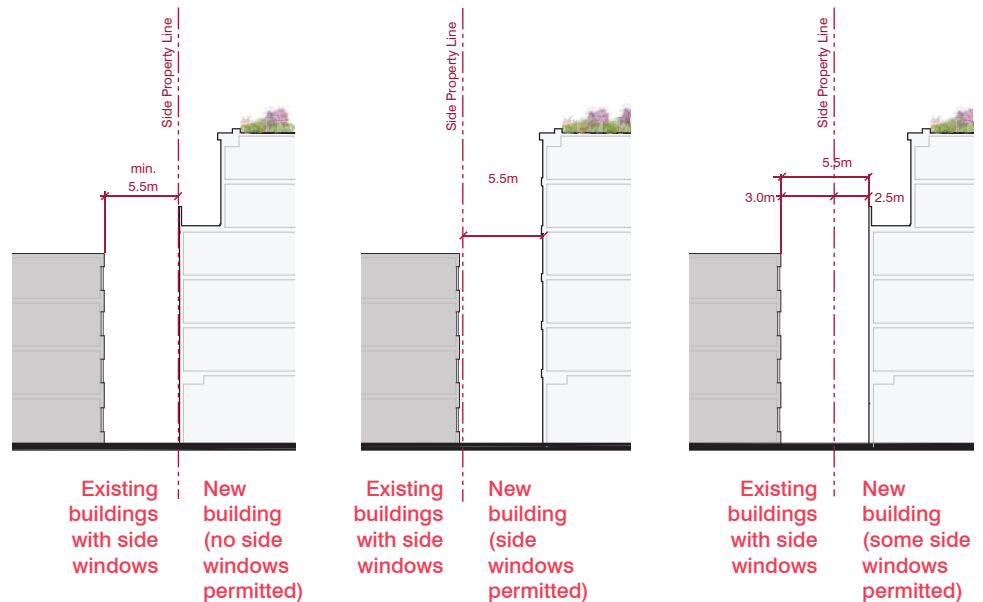 Side Property Line
min.
5.5m
Existing
buildings
with side
windows
New
building
(no side
windows
permitted)
Side Property Line
5.5m
Existing
buildings
with side
windows
New
building
(side
windows
permitted)
Side Property Line
5.5m
3.0m
2.5m
Existing
buildings
with side
windows
New
building
(some side
windows
permitted)